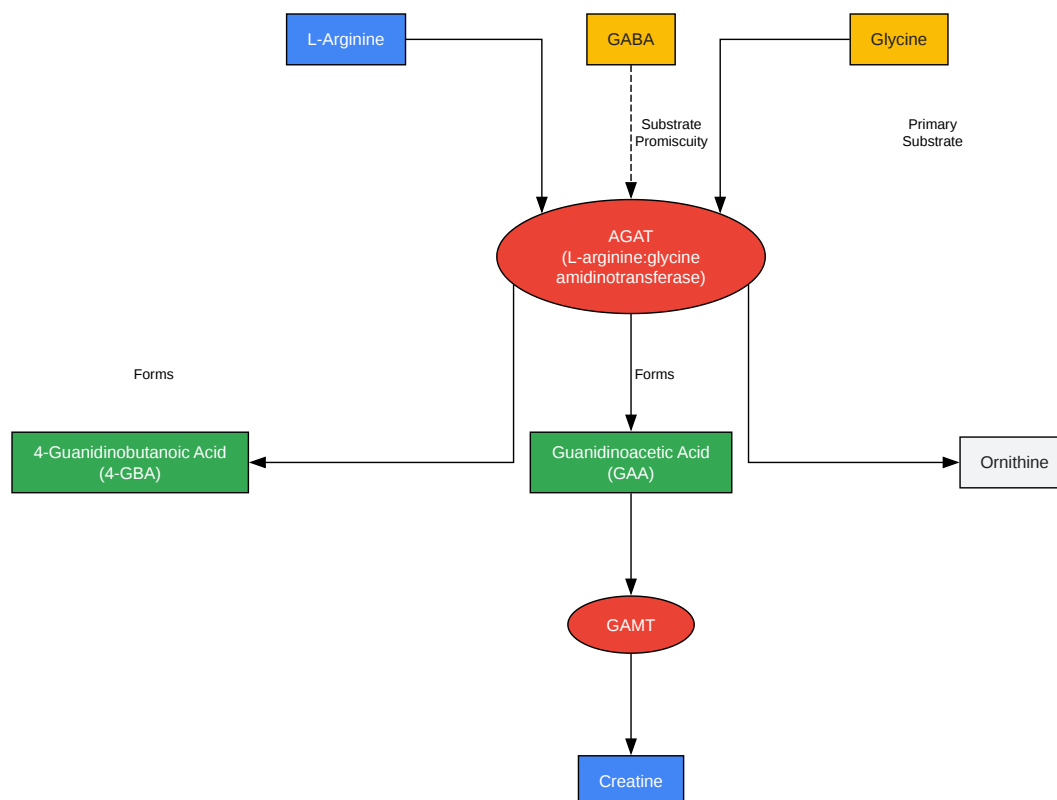 L-Arginine
GABA
Glycine
Substrate
Promiscuity
Primary
Substrate
AGAT
(L-arginine:glycine
amidinotransferase)
Forms
Forms
4-Guanidinobutanoic Acid
(4-GBA)
Guanidinoacetic Acid
(GAA)
Ornithine
GAMT
Creatine